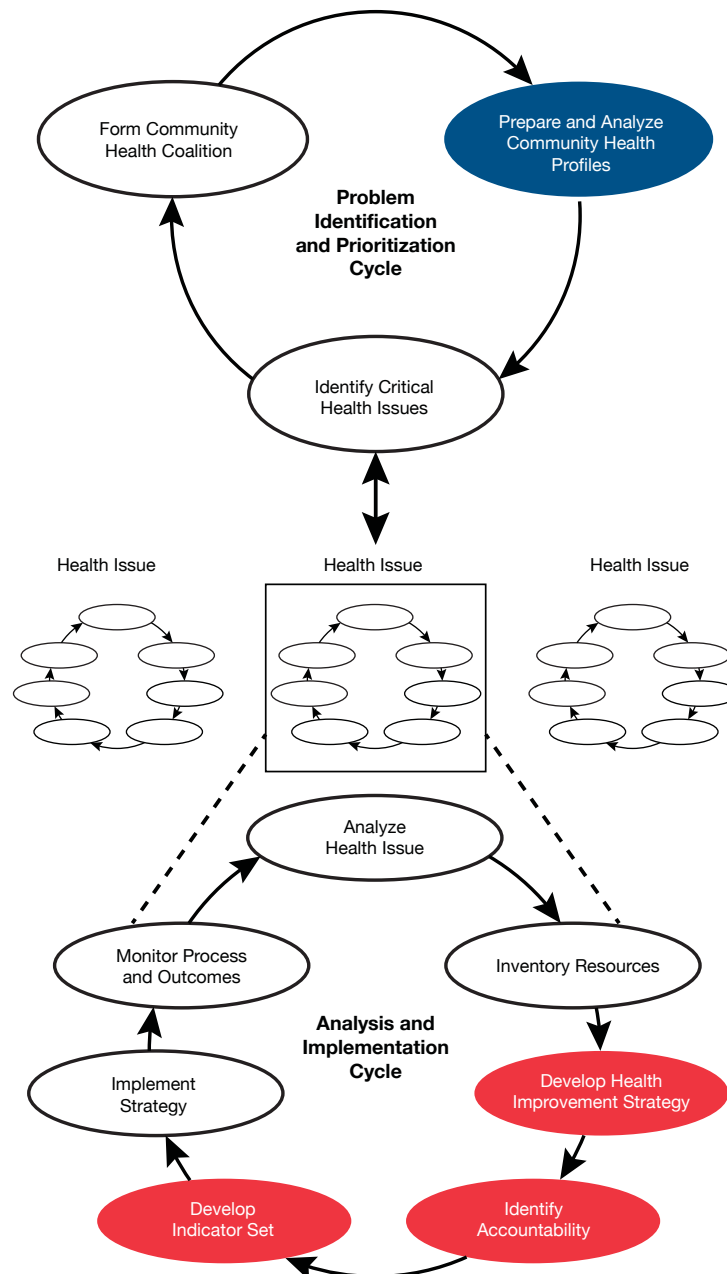 Form Community
Health Coalition
Prepare and Analyze
Community Health
Profiles
Problem
Identification
and Prioritization
Cycle
Identify Critical
Health Issues
Health Issue
Health Issue
Health Issue
Analyze
Health Issue
Monitor Process
and Outcomes
Inventory Resources
Analysis and
Implementation
Cycle
Implement
Strategy
Develop Health
Improvement Strategy
Develop
Indicator Set
Identify
Accountability